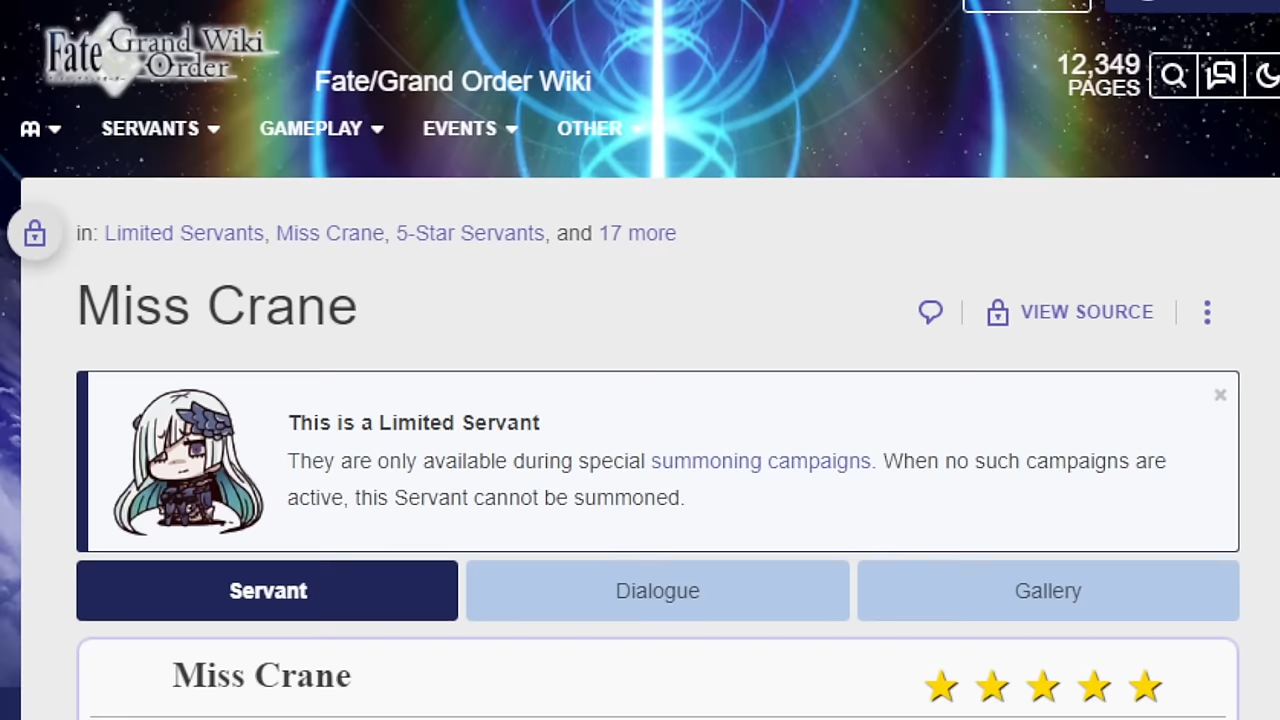 Fate Grand Wiki
Order
Fate/Grand Order Wiki
12,349
PAGES
SERVANTS
GAMEPLAY
EVENTS
OTHER
in: Limited Servants, Miss Crane, 5-Star Servants, and 17 more
Miss Crane
VIEW SOURCE
This is a Limited Servant
They are only available during special summoning campaigns. When no such campaigns are
active, this Servant cannot be summoned.
Servant
Dialogue
Gallery
Miss Crane